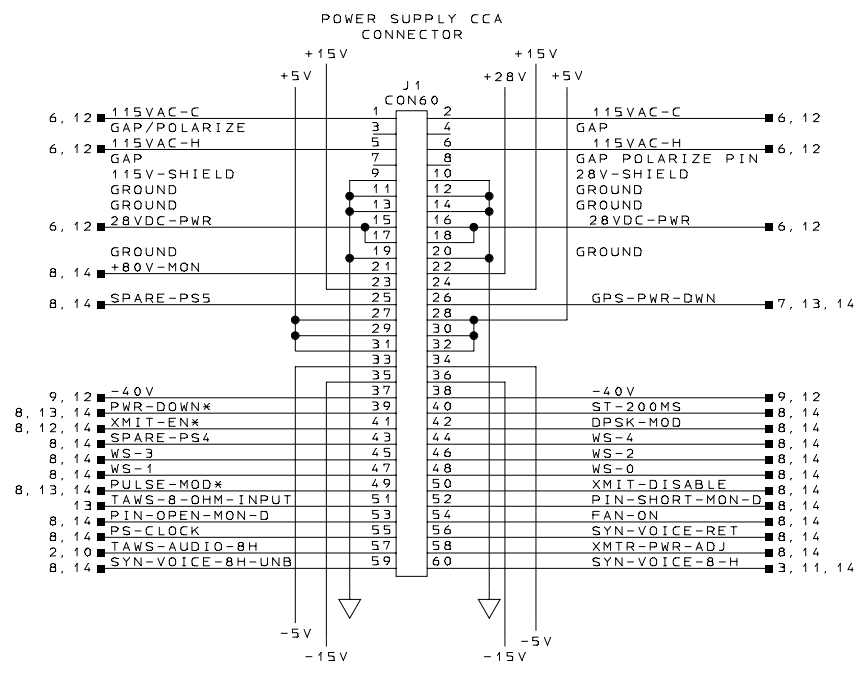 POWER SUPPLY CCA
CONNECTOR
+15V +15V
+5V +28V +5V
J1
CON60
6, 12 115VAC-C 1 2 115VAC-C 6, 12
GAP/POLARIZE 3 4 GAP
6, 12 115VAC-H 5 6 115VAC-H 6, 12
GAP 7 8 GAP POLARIZE PIN
115V-SHIELD 9 10 28V-SHIELD
GROUND 11 12 GROUND
GROUND 13 14 GROUND
6, 12 28VDC-PWR 15 16 28VDC-PWR 6, 12
17 18
GROUND 19 20 GROUND
8, 14 +80V-MON 21 22
23 24
8, 14 SPARE-PS5 25 26 GPS-PWR-DWN 7, 13, 14
27 28
29 30
31 32
33 34
35 36
9, 12 -40V 37 38 -40V 9, 12
8, 13, 14 PWR-DOWN* 39 40 ST-200MS 8, 14
8, 12, 14 XMIT-EN* 41 42 DPSK-MOD 8, 14
8, 14 SPARE-PS4 43 44 WS-4 8, 14
8, 14 WS-3 45 46 WS-2 8, 14
8, 14 WS-1 47 48 WS-0 8, 14
8, 13, 14 PULSE-MOD* 49 50 XMIT-DISABLE 8, 14
13 TAWS-8-OHM-INPUT 51 52 PIN-SHORT-MON-D 8, 14
8, 14 PIN-OPEN-MON-D 53 54 FAN-ON 8, 14
8, 14 PS-CLOCK 55 56 SYN-VOICE-RET 8, 14
2, 10 TAWS-AUDIO-8H 57 58 XMTR-PWR-ADJ 8, 14
8, 14 SYN-VOICE-8H-UNB 59 60 SYN-VOICE-8-H 3, 11, 14
-5V -5V
-15V -15V